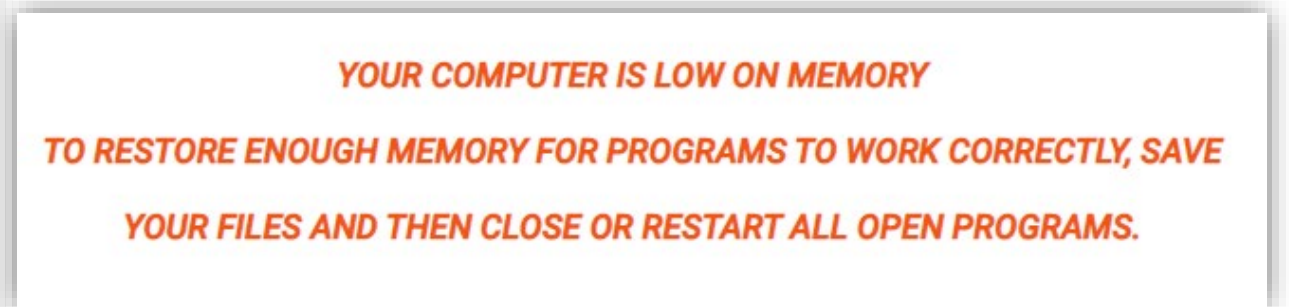 YOUR COMPUTER IS LOW ON MEMORY
TO RESTORE ENOUGH MEMORY FOR PROGRAMS TO WORK CORRECTLY, SAVE
YOUR FILES AND THEN CLOSE OR RESTART ALL OPEN PROGRAMS.